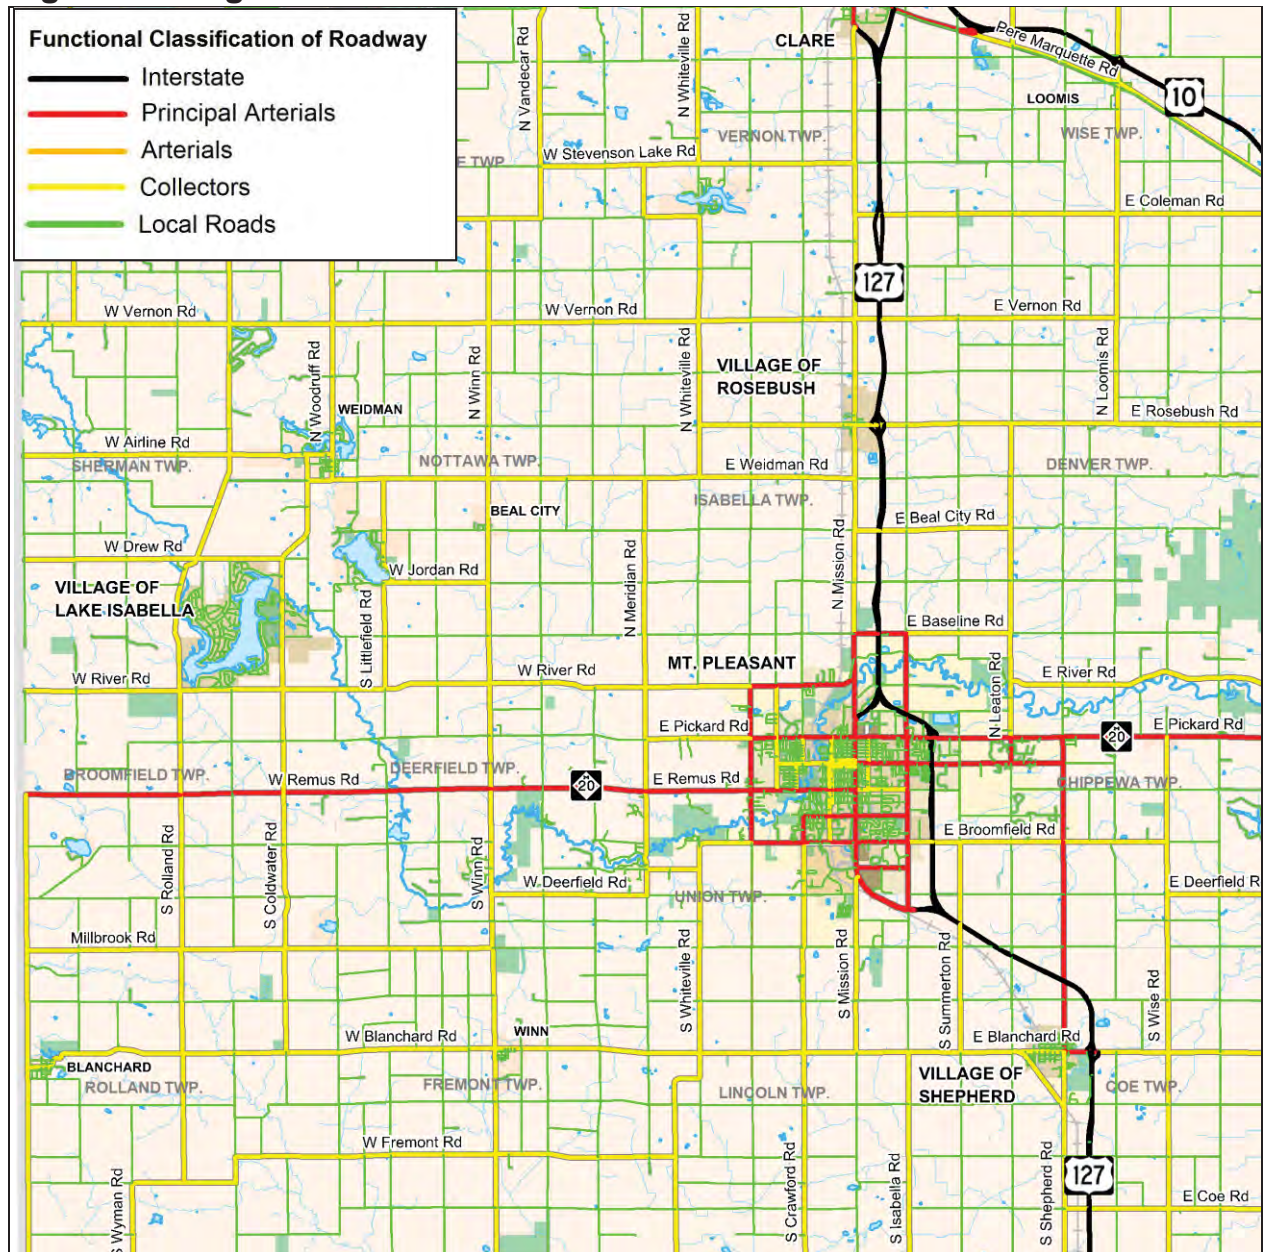 Functional Classification of Roadway
Interstate
Principal Arterials
Arterials
Collectors
Local Roads
N Vandecar Rd
N Whiteville Rd
CLARE
Pere Marquette Rd
10
LOOMIS
VERNON TWP.
WISE TWP.
E TWP
W Stevenson Lake Rd
E Coleman Rd
127
W Vernon Rd
W Vernon Rd
E Vernon Rd
N Woodruff Rd
N Winn Rd
N Whiteville Rd
VILLAGE OF
ROSEBUSH
N Loomis Rd
WEIDMAN
E Rosebush Rd
W Airline Rd
SHERMAN TWP.
NOTTAWA TWP.
E Weidman Rd
DENVER TWP.
ISABELLA TWP.
BEAL CITY
E Beal City Rd
W Drew Rd
N Meridian Rd
N Mission Rd
W Jordan Rd
VILLAGE OF
LAKE ISABELLA
S Littlefield Rd
E Baseline Rd
MT. PLEASANT
W River Rd
W River Rd
N Leaton Rd
E River Rd
E Pickard Rd
E Pickard Rd
20
BROOMFIELD TWP.
W Remus Rd
DEERFIELD TWP.
20
E Remus Rd
CHIPPEWA TWP.
S Rolland Rd
S Coldwater Rd
S Winn Rd
E Broomfield Rd
W Deerfield Rd
UNION TWP.
E Deerfield R
Millbrook Rd
S Whiteville Rd
S Mission Rd
S Summerton Rd
S Wise Rd
W Blanchard Rd
WINN
E Blanchard Rd
BLANCHARD
ROLLAND TWP.
FREMONT TWP.
LINCOLN TWP.
VILLAGE OF
SHEPHERD
COE TWP.
W Fremont Rd
S Wyman Rd
S Crawford Rd
S Isabella Rd
S Shepherd Rd
127
E Coe Rd